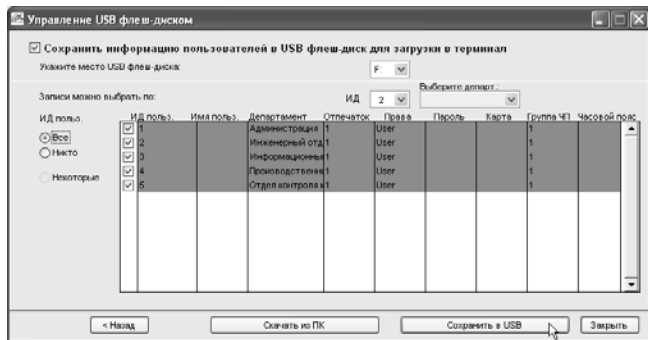 Управление USB флеш-диском
Сохранить информацию пользователей в USB флеш-диск для загрузки в терминал
Укажите место USB флеш-диска: F:
Записи можно выбрать по: ИД 2 Выберите департ.:
ИД польз.
Все
Никто
Некоторые
ИД польз. Имя польз. Департамент Отпечаток Права Пароль Карта Группа ЧП Часовой пояс
1 Администрация 1 User 1
2 Инженерный отд 1 User 1
3 Информационны 1 User 1
4 Производственн 1 User 1
5 Отдел контроля к 1 User 1
< Назад Скачать из ПК Сохранить в USB Закрыть